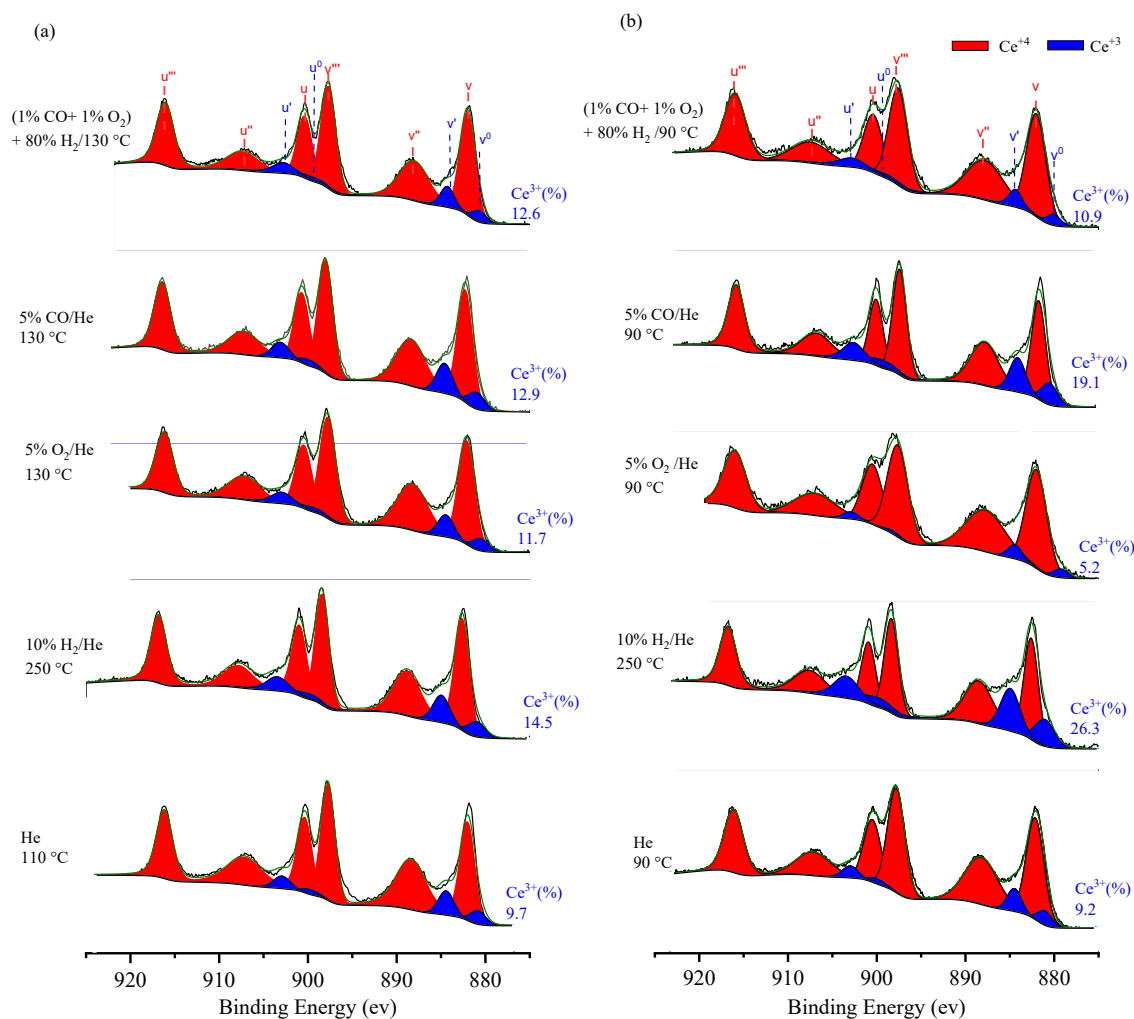 (a)
u'''
u''
u'
u
u⁰
v'''
v''
v'
v
v⁰
(1% CO+ 1% O₂)
+ 80% H₂/130 °C
Ce³⁺(%)
12.6
5% CO/He
130 °C
Ce³⁺(%)
12.9
5% O₂/He
130 °C
Ce³⁺(%)
11.7
10% H₂/He
250 °C
Ce³⁺(%)
14.5
He
110 °C
Ce³⁺(%)
9.7
920 910 900 890 880
Binding Energy (ev)
(b)
Ce⁺⁴ Ce⁺³
u'''
u''
u'
u
u⁰
v'''
v''
v'
v
v⁰
(1% CO+ 1% O₂)
+ 80% H₂ /90 °C
Ce³⁺(%)
10.9
5% CO/He
90 °C
Ce³⁺(%)
19.1
5% O₂ /He
90 °C
Ce³⁺(%)
5.2
10% H₂/He
250 °C
Ce³⁺(%)
26.3
He
90 °C
Ce³⁺(%)
9.2
920 910 900 890 880
Binding Energy (ev)